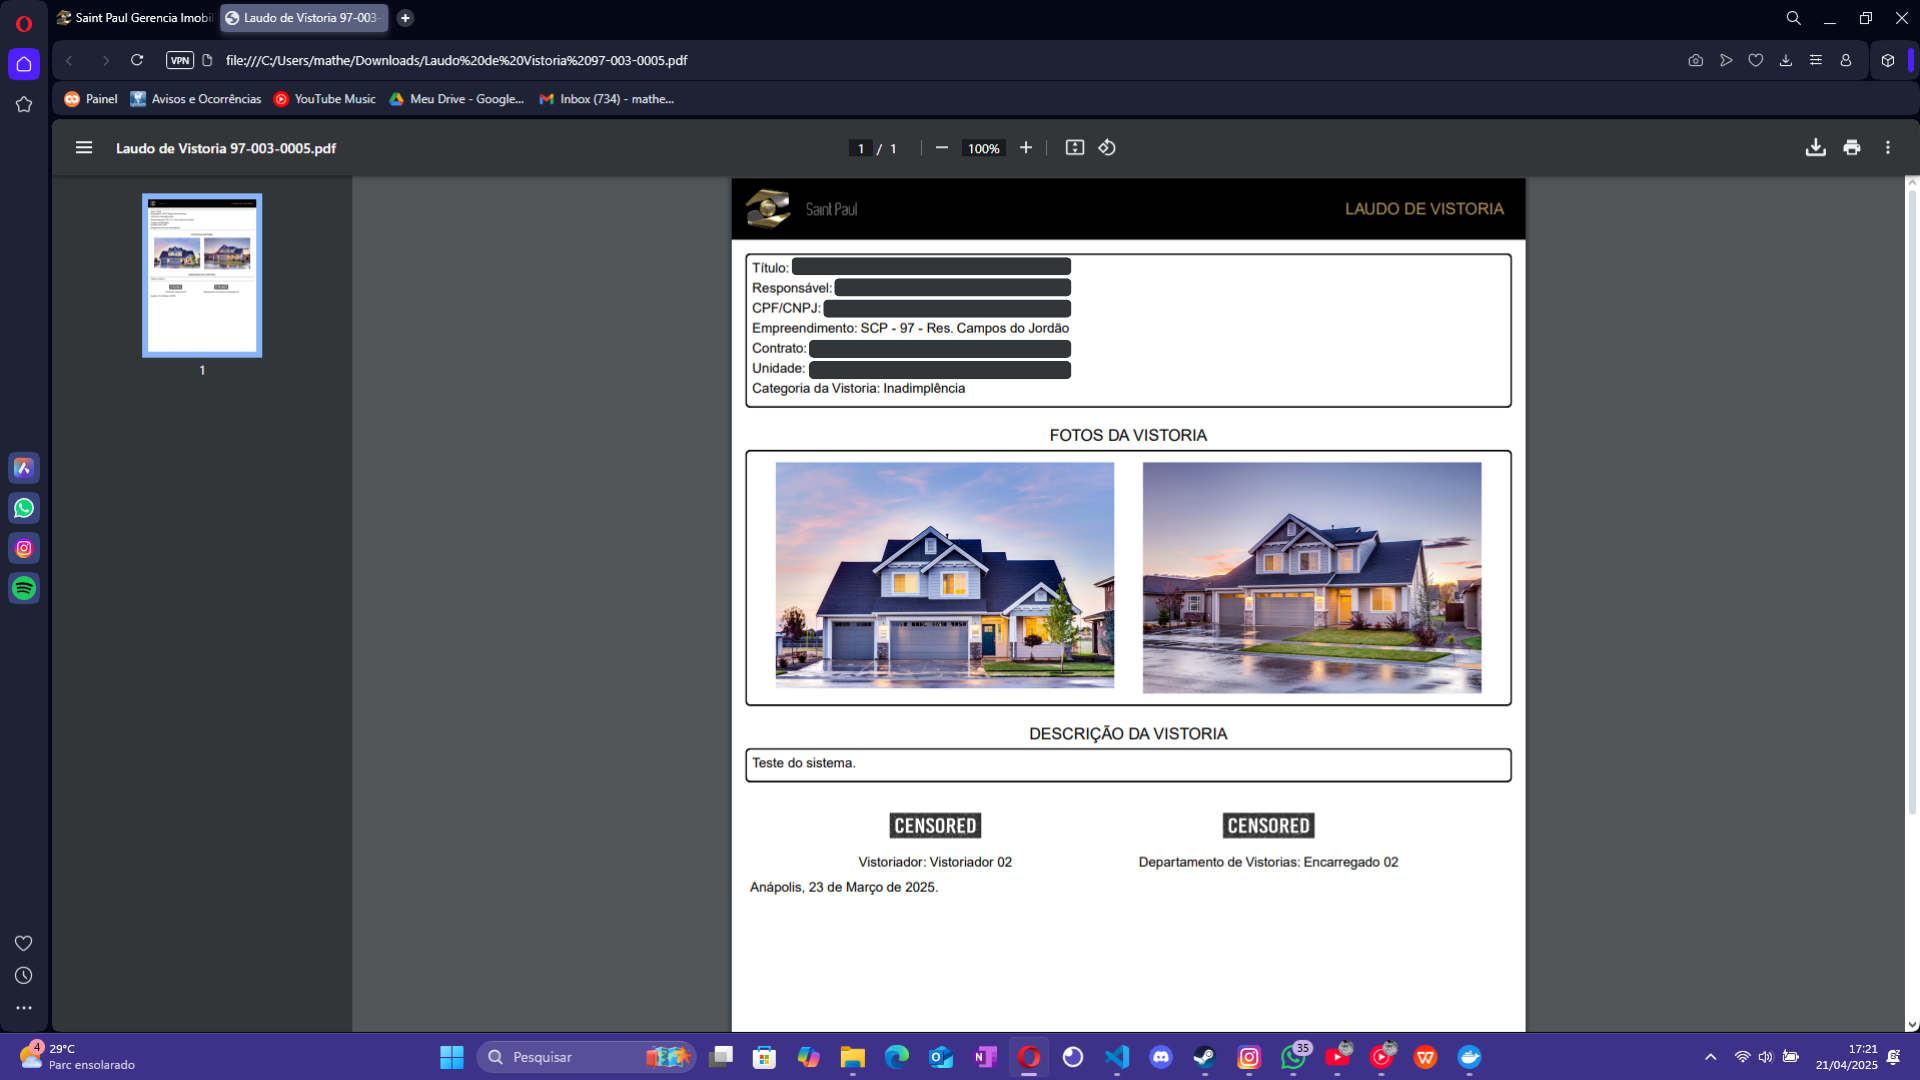 Saint Paul Gerencia Imobil
Laudo de Vistoria 97-003-
VPN
file:///C:/Users/mathe/Downloads/Laudo%20de%20Vistoria%2097-003-0005.pdf
Painel
Avisos e Ocorrências
YouTube Music
Meu Drive - Google...
Inbox (734) - mathe...
Laudo de Vistoria 97-003-0005.pdf
1 / 1
100%
1
Saint Paul
LAUDO DE VISTORIA
Título:
Responsável:
CPF/CNPJ:
Empreendimento: SCP - 97 - Res. Campos do Jordão
Contrato:
Unidade:
Categoria da Vistoria: Inadimplência
FOTOS DA VISTORIA
DESCRIÇÃO DA VISTORIA
Teste do sistema.
CENSORED
CENSORED
Vistoriador: Vistoriador 02
Departamento de Vistorias: Encarregado 02
Anápolis, 23 de Março de 2025.
4
29°C
Parc ensolarado
Pesquisar
35
17:21
21/04/2025